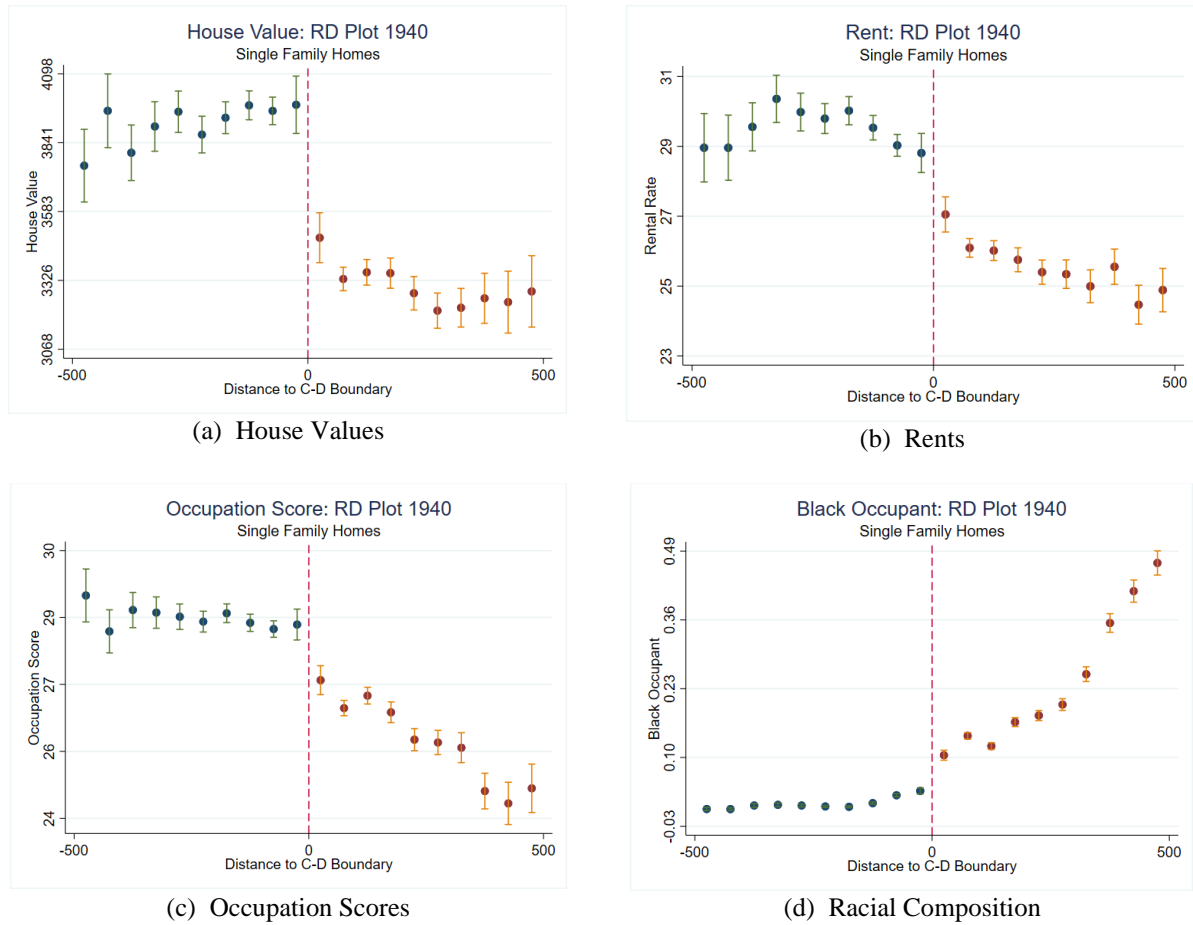 House Value: RD Plot 1940
Single Family Homes
4098
3841
3583
3326
3068
House Value
-500
0
500
Distance to C-D Boundary
(a) House Values
Rent: RD Plot 1940
Single Family Homes
31
29
27
25
23
Rental Rate
-500
0
500
Distance to C-D Boundary
(b) Rents
Occupation Score: RD Plot 1940
Single Family Homes
30
29
27
26
24
Occupation Score
-500
0
500
Distance to C-D Boundary
(c) Occupation Scores
Black Occupant: RD Plot 1940
Single Family Homes
0.49
0.36
0.23
0.10
-0.03
Black Occupant
-500
0
500
Distance to C-D Boundary
(d) Racial Composition